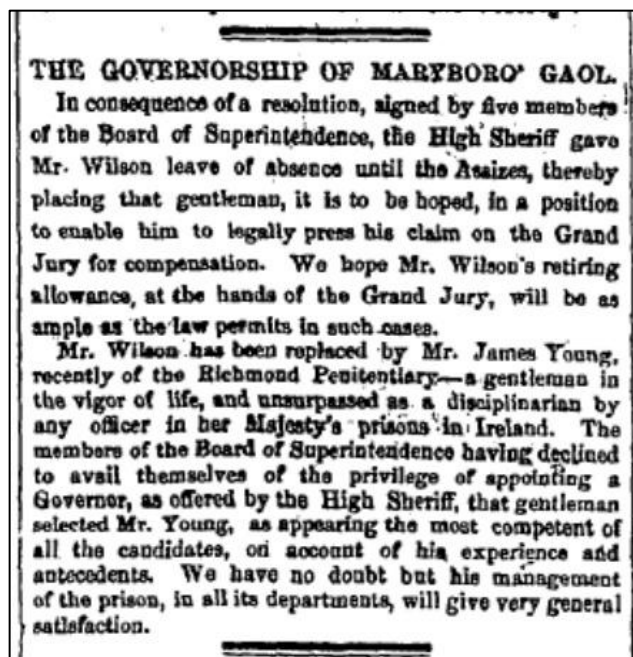 THE GOVERNORSHIP OF MARYBORO' GAOL.
In consequence of a resolution, signed by five members
of the Board of Superintendence, the High Sheriff gave
Mr. Wilson leave of absence until the Assizes, thereby
placing that gentleman, it is to be hoped, in a position
to enable him to legally press his claim on the Grand
Jury for compensation. We hope Mr. Wilson's retiring
allowance, at the hands of the Grand Jury, will be as
ample as the law permits in such cases.
Mr. Wilson has been replaced by Mr. James Young,
recently of the Richmond Penitentiary—a gentleman in
the vigor of life, and unsurpassed as a disciplinarian by
any officer in her Majesty's prisons in Ireland. The
members of the Board of Superintendence having declined
to avail themselves of the privilege of appointing a
Governor, as offered by the High Sheriff, that gentleman
selected Mr. Young, as appearing the most competent of
all the candidates, on account of his experience and
antecedents. We have no doubt but his management
of the prison, in all its departments, will give very general
satisfaction.